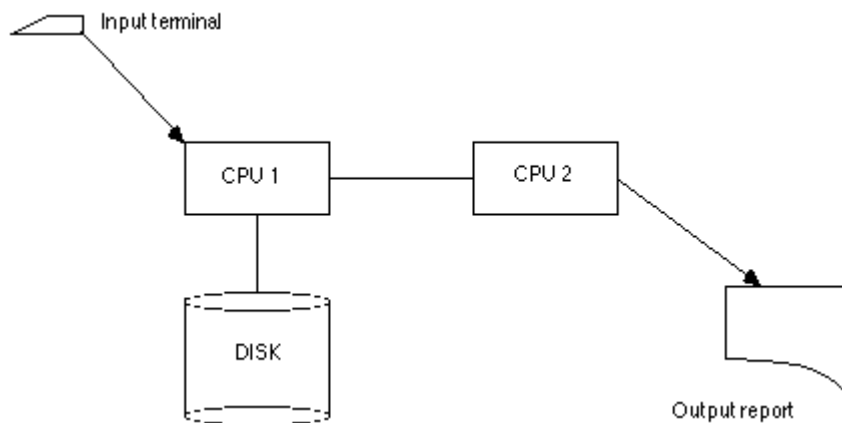 Input terminal
CPU 1
CPU 2
DISK
Output report